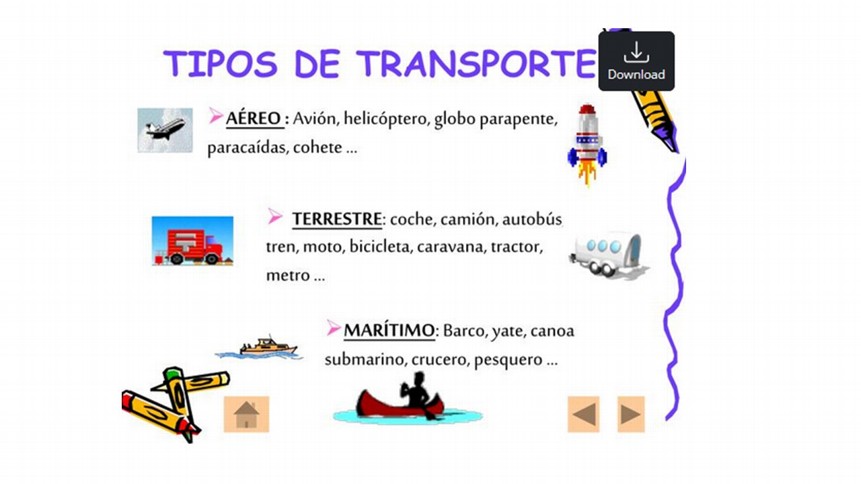 TIPOS DE TRANSPORTE
Download
AÉREO : Avión, helicóptero, globo parapente,
paracaídas, cohete ...
TERRESTRE: coche, camión, autobús
tren, moto, bicicleta, caravana, tractor,
metro ...
MARÍTIMO: Barco, yate, canoa
submarino, crucero, pesquero ...